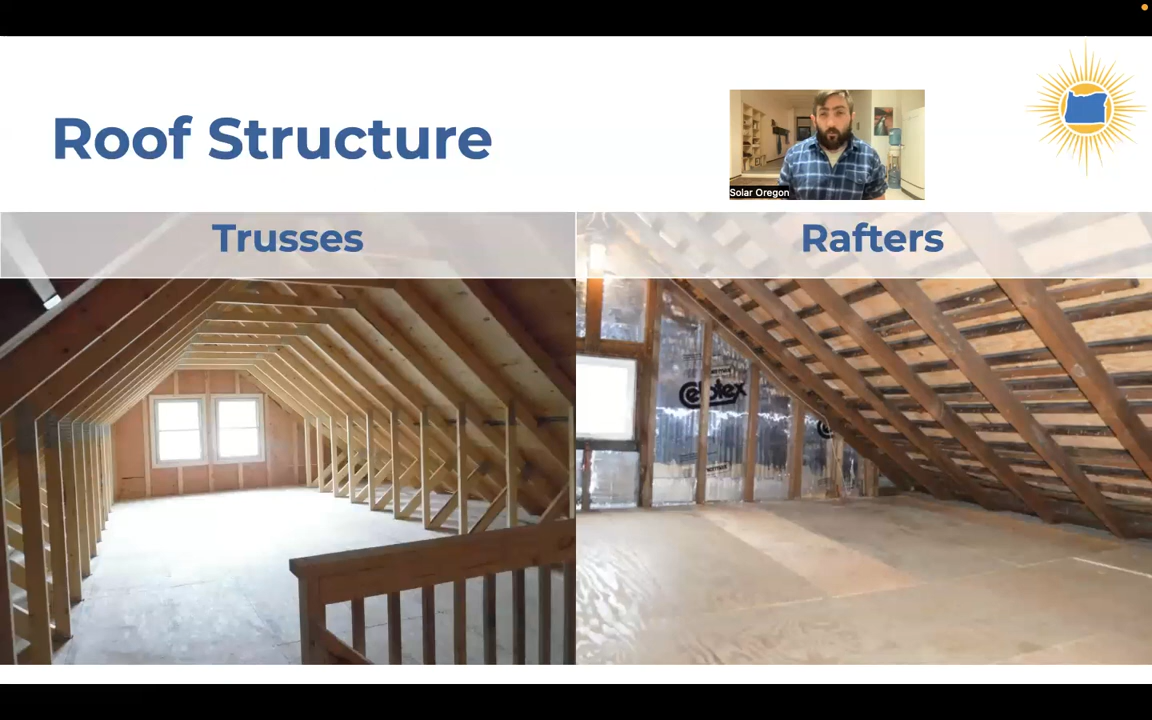 Roof Structure
Solar Oregon
Trusses
Rafters
Celotex